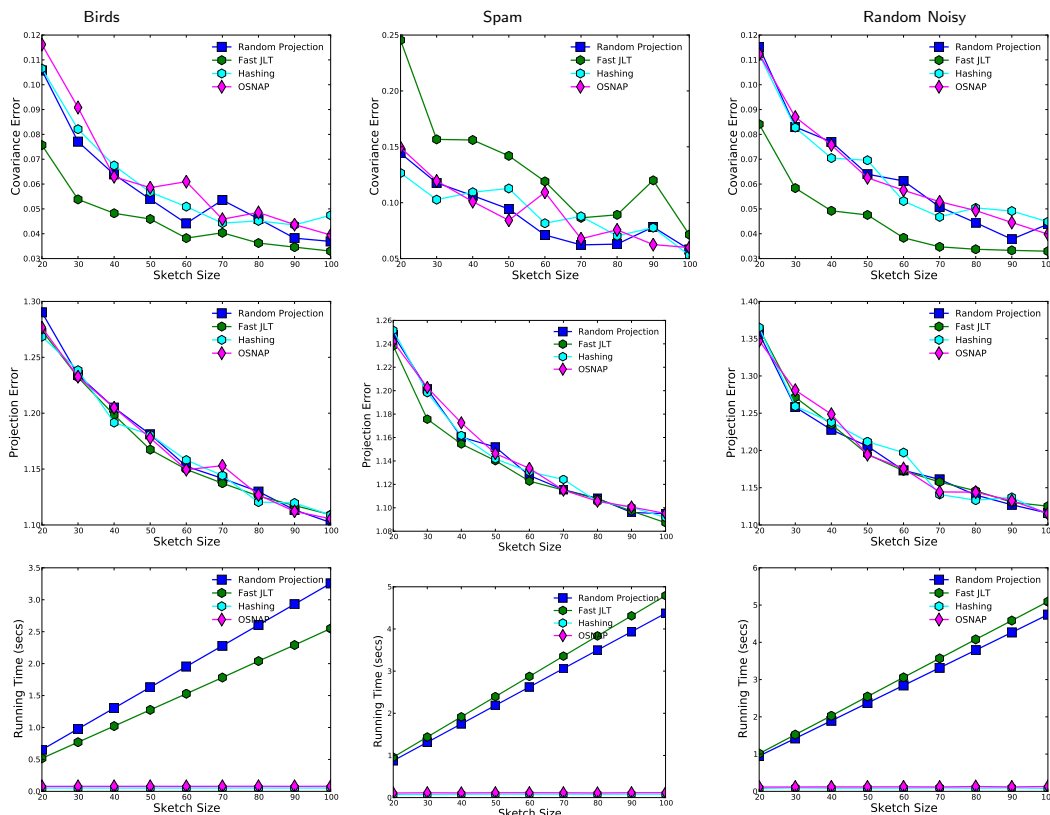 Birds
Spam
Random Noisy
0.12
0.11
0.10
0.09
0.08
0.07
0.06
0.05
0.04
0.03
Covariance Error
Random Projection
Fast JLT
Hashing
OSNAP
20 30 40 50 60 70 80 90 100
Sketch Size
0.25
0.20
0.15
0.10
0.05
Covariance Error
Random Projection
Fast JLT
Hashing
OSNAP
20 30 40 50 60 70 80 90 100
Sketch Size
0.12
0.11
0.10
0.09
0.08
0.07
0.06
0.05
0.04
0.03
Covariance Error
Random Projection
Fast JLT
Hashing
OSNAP
20 30 40 50 60 70 80 90 100
Sketch Size
1.30
1.25
1.20
1.15
1.10
Projection Error
Random Projection
Fast JLT
Hashing
OSNAP
20 30 40 50 60 70 80 90 100
Sketch Size
1.26
1.24
1.22
1.20
1.18
1.16
1.14
1.12
1.10
1.08
Projection Error
Random Projection
Fast JLT
Hashing
OSNAP
20 30 40 50 60 70 80 90 100
Sketch Size
1.40
1.35
1.30
1.25
1.20
1.15
1.10
Projection Error
Random Projection
Fast JLT
Hashing
OSNAP
20 30 40 50 60 70 80 90 100
Sketch Size
3.5
3.0
2.5
2.0
1.5
1.0
0.5
0.0
Running Time (secs)
Random Projection
Fast JLT
Hashing
OSNAP
20 30 40 50 60 70 80 90 100
Sketch Size
5
4
3
2
1
0
Running Time (secs)
Random Projection
Fast JLT
Hashing
OSNAP
20 30 40 50 60 70 80 90 100
Sketch Size
6
5
4
3
2
1
0
Running Time (secs)
Random Projection
Fast JLT
Hashing
OSNAP
20 30 40 50 60 70 80 90 100
Sketch Size